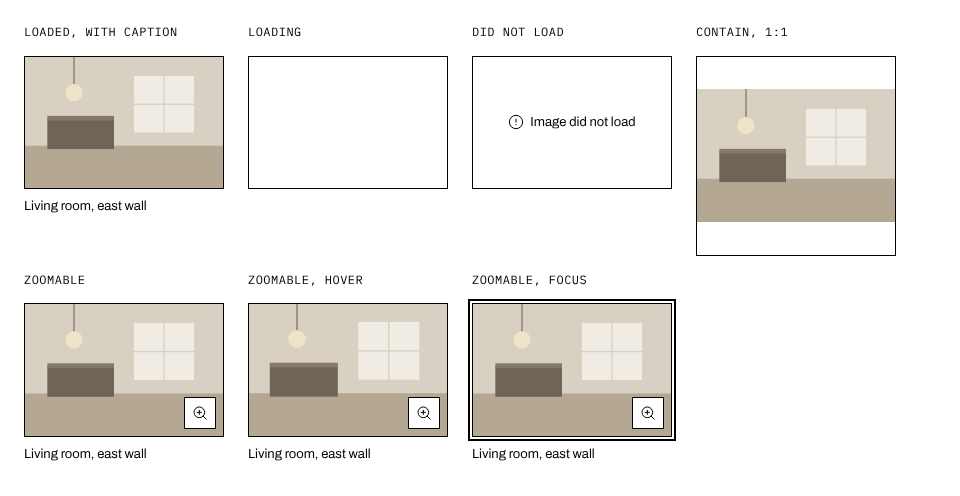 LOADED, WITH CAPTION
LOADING
DID NOT LOAD
CONTAIN, 1:1
Image did not load
Living room, east wall
ZOOMABLE
ZOOMABLE, HOVER
ZOOMABLE, FOCUS
Living room, east wall
Living room, east wall
Living room, east wall